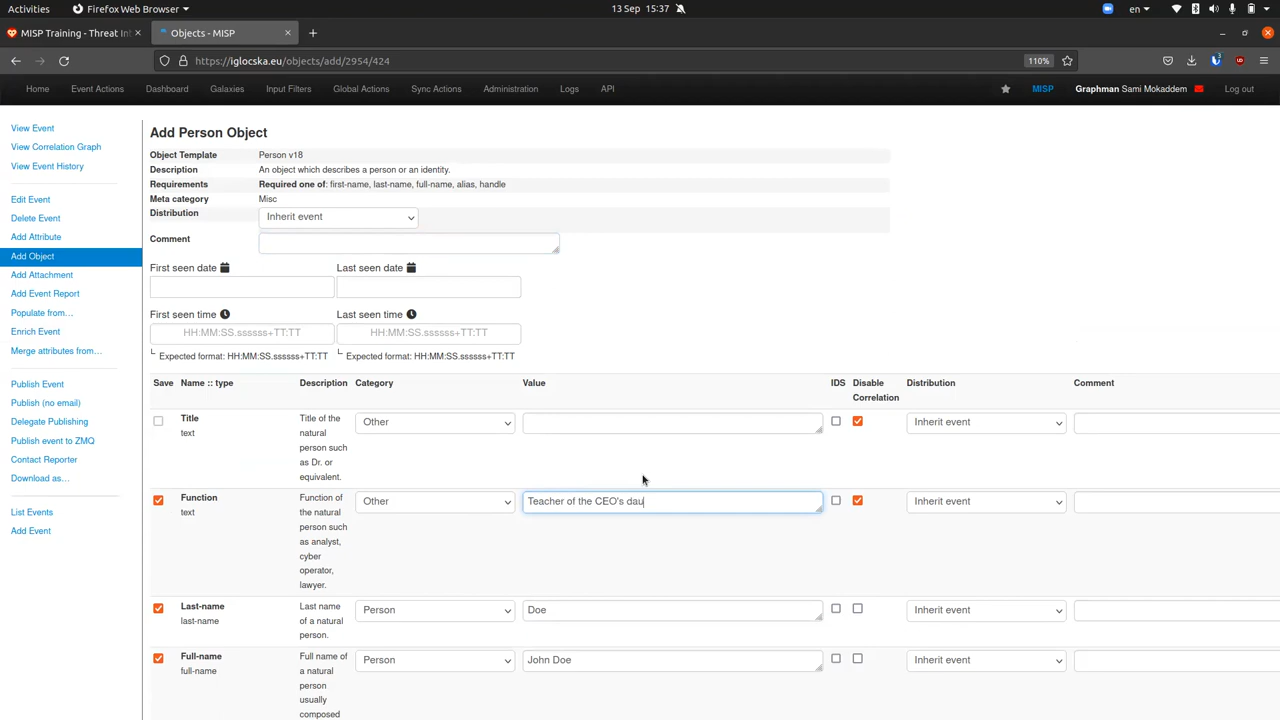 Activities
Firefox Web Browser
13 Sep 15:37
en
MISP Training - Threat In
Objects - MISP
https://iglocska.eu/objects/add/2954/424
110%
Home
Event Actions
Dashboard
Galaxies
Input Filters
Global Actions
Sync Actions
Administration
Logs
API
MISP
Graphman Sami Mokaddem
Log out
View Event
View Correlation Graph
View Event History
Edit Event
Delete Event
Add Attribute
Add Object
Add Attachment
Add Event Report
Populate from...
Enrich Event
Merge attributes from...
Publish Event
Publish (no email)
Delegate Publishing
Publish event to ZMQ
Contact Reporter
Download as...
List Events
Add Event
Add Person Object
Object Template Person v18
Description An object which describes a person or an identity.
Requirements Required one of: first-name, last-name, full-name, alias, handle
Meta category Misc
Distribution Inherit event
Comment
First seen date Last seen date
First seen time Last seen time
HH:MM:SS.ssssss+TT:TT HH:MM:SS.ssssss+TT:TT
Expected format: HH:MM:SS.ssssss+TT:TT Expected format: HH:MM:SS.ssssss+TT:TT
Save Name :: type Description Category Value IDS Disable Correlation Distribution Comment
Title
text
Title of the
natural
person such
as Dr. or
equivalent.
Other
Inherit event
Function
text
Function of
the natural
person such
as analyst,
cyber
operator,
lawyer.
Other
Teacher of the CEO's dau
Inherit event
Last-name
last-name
Last name
of a natural
person.
Person
Doe
Inherit event
Full-name
full-name
Full name of
a natural
person
usually
composed
Person
John Doe
Inherit event